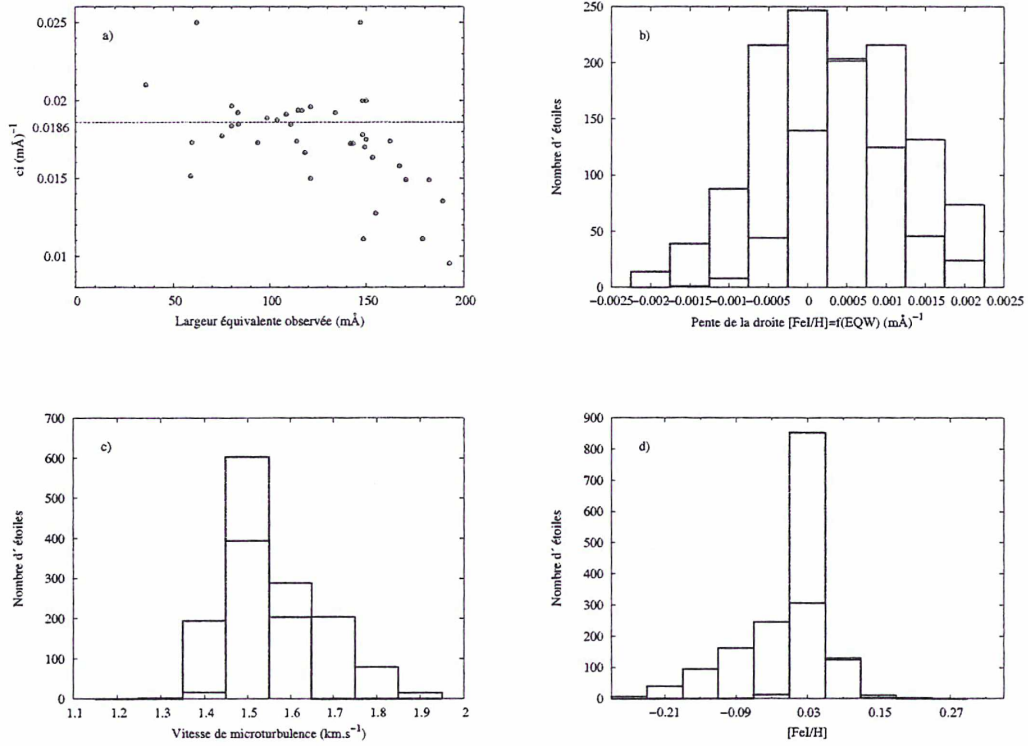 a)
ci (mÅ)⁻¹
0.025
0.02
0.0186
0.015
0.01
0 50 100 150 200
Largeur équivalente observée (mÅ)
b)
Nombre d´ étoiles
250
200
150
100
50
0
−0.0025 −0.002 −0.0015 −0.001 −0.0005 0 0.0005 0.001 0.0015 0.002 0.0025
Pente de la droite [FeI/H]=f(EQW) (mÅ)⁻¹
c)
Nombre d´ étoiles
700
600
500
400
300
200
100
0
1.1 1.2 1.3 1.4 1.5 1.6 1.7 1.8 1.9 2
Vitesse de microturbulence (km.s⁻¹)
d)
Nombre d´ étoiles
900
800
700
600
500
400
300
200
100
0
−0.21 −0.09 0.05 0.15 0.27
[FeI/H]